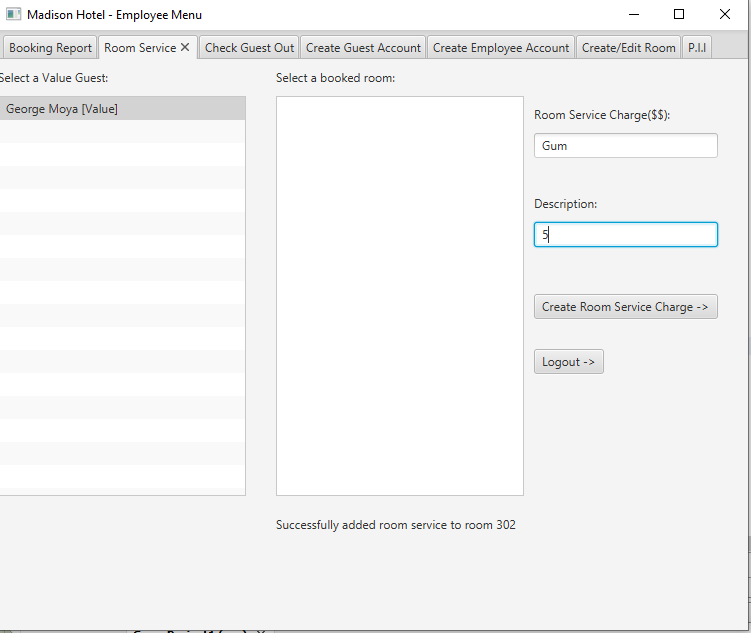 Madison Hotel - Employee Menu
Booking Report
Room Service
Check Guest Out
Create Guest Account
Create Employee Account
Create/Edit Room
P.I.I
Select a Value Guest:
George Moya [Value]
Select a booked room:
Room Service Charge($$):
Gum
Description:
5
Create Room Service Charge ->
Logout ->
Successfully added room service to room 302